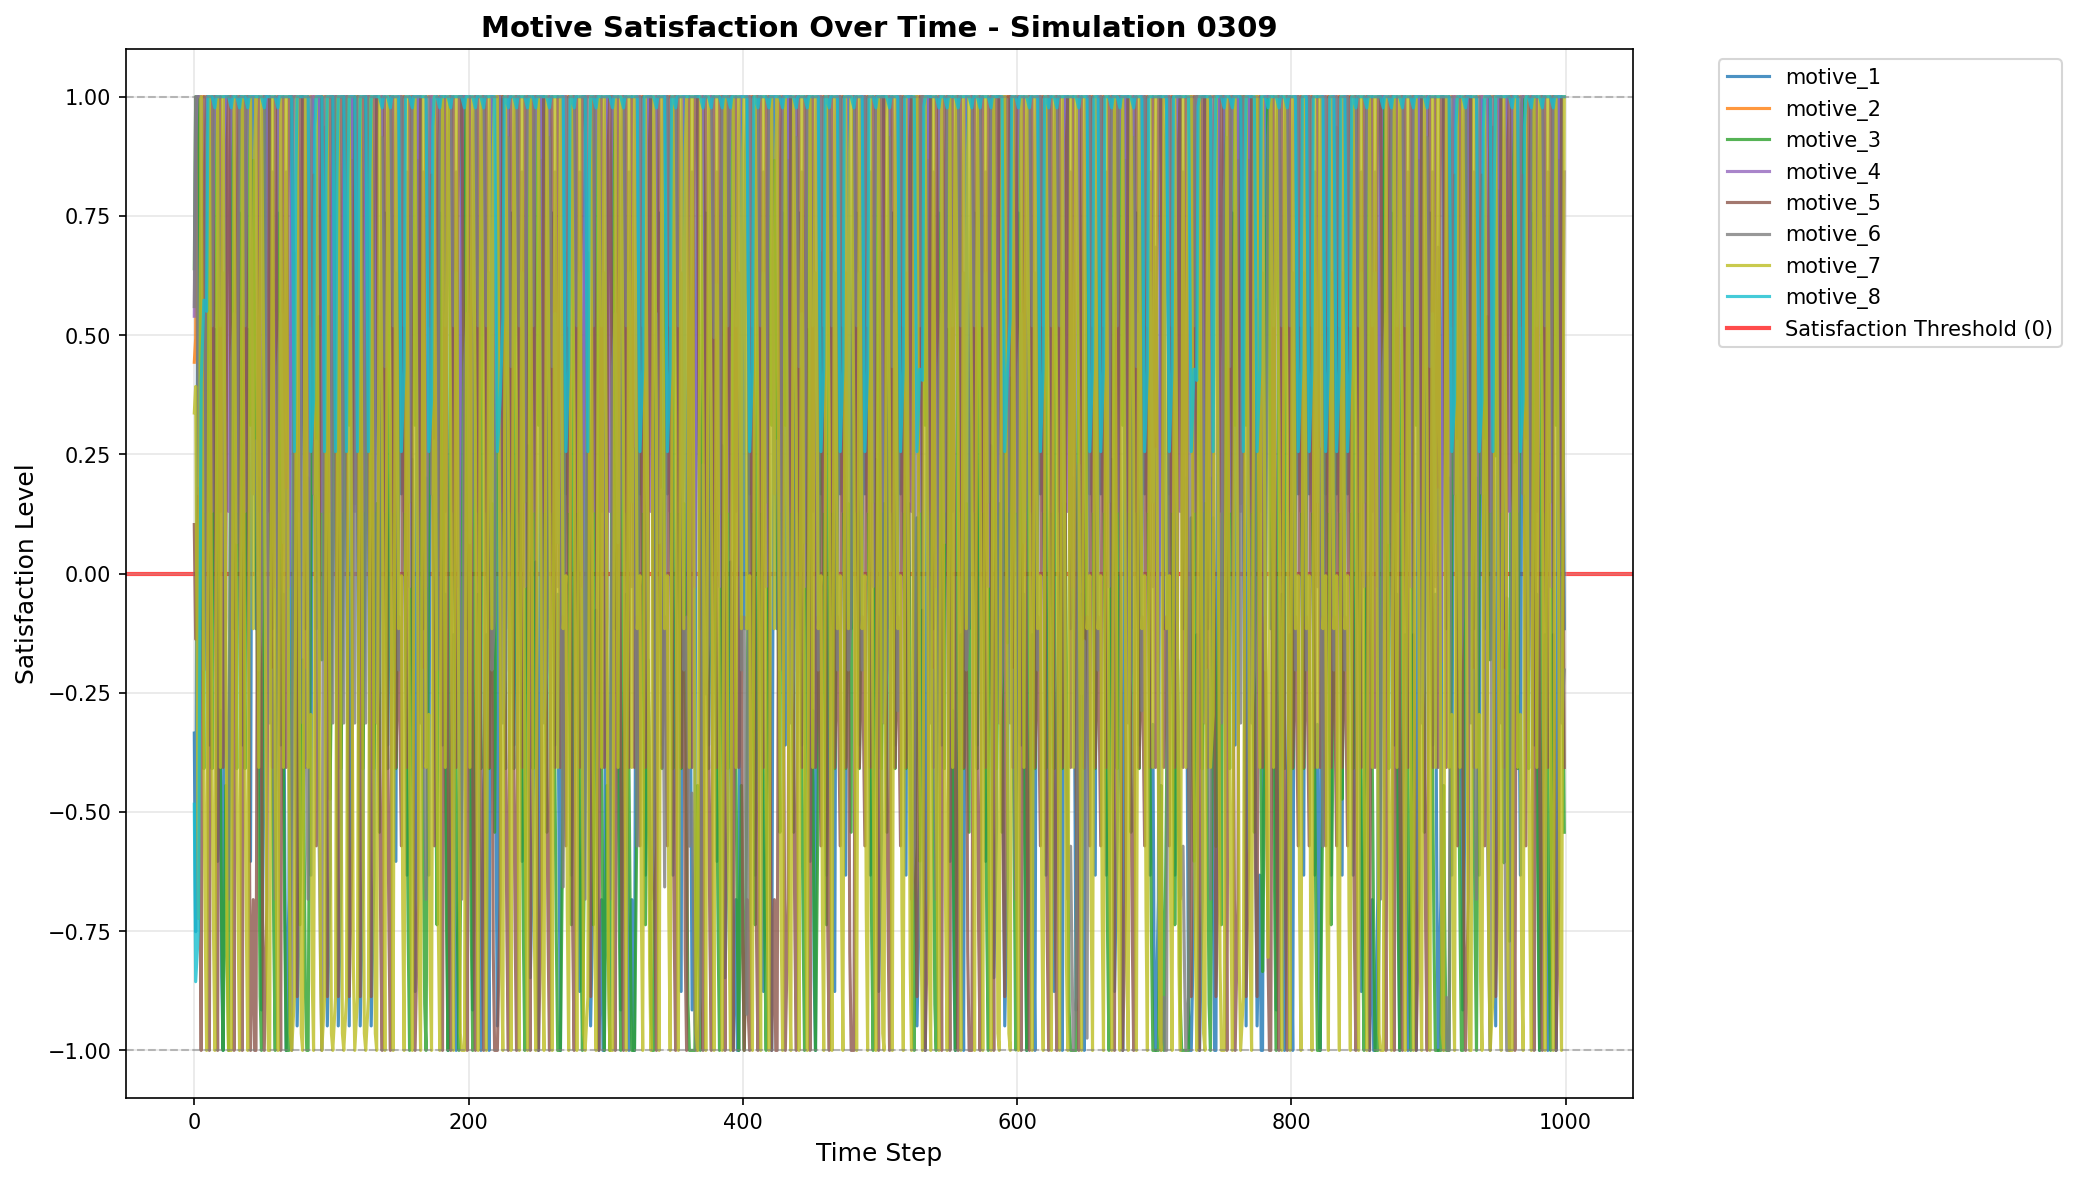 Motive Satisfaction Over Time - Simulation 0309
1.00
0.75
0.50
0.25
0.00
−0.25
−0.50
−0.75
−1.00
Satisfaction Level
0
200
400
600
800
1000
Time Step
motive_1
motive_2
motive_3
motive_4
motive_5
motive_6
motive_7
motive_8
Satisfaction Threshold (0)